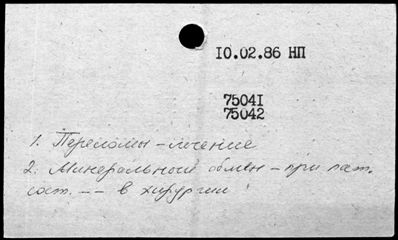 10.02.86 НП
75041
75042
1. Переломы - лечение
2. Минеральный обмен - при пат.
сост. -- в хирургии